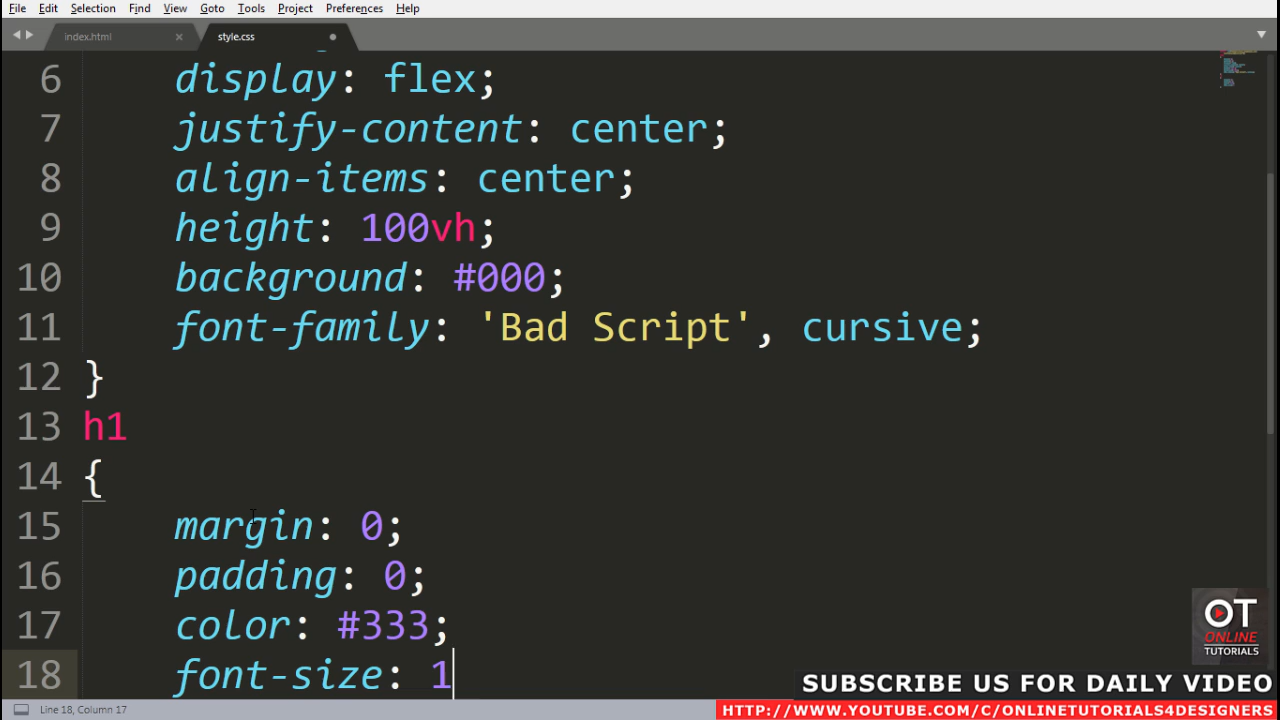 File Edit Selection Find View Goto Tools Project Preferences Help
index.html × style.css
6 display: flex;
7 justify-content: center;
8 align-items: center;
9 height: 100vh;
10 background: #000;
11 font-family: 'Bad Script', cursive;
12 }
13 h1
14 {
15 margin: 0;
16 padding: 0;
17 color: #333;
18 font-size: 1
OT
ONLINE
TUTORIALS
SUBSCRIBE US FOR DAILY VIDEO
Line 18, Column 17
HTTP://WWW.YOUTUBE.COM/C/ONLINETUTORIALS4DESIGNERS